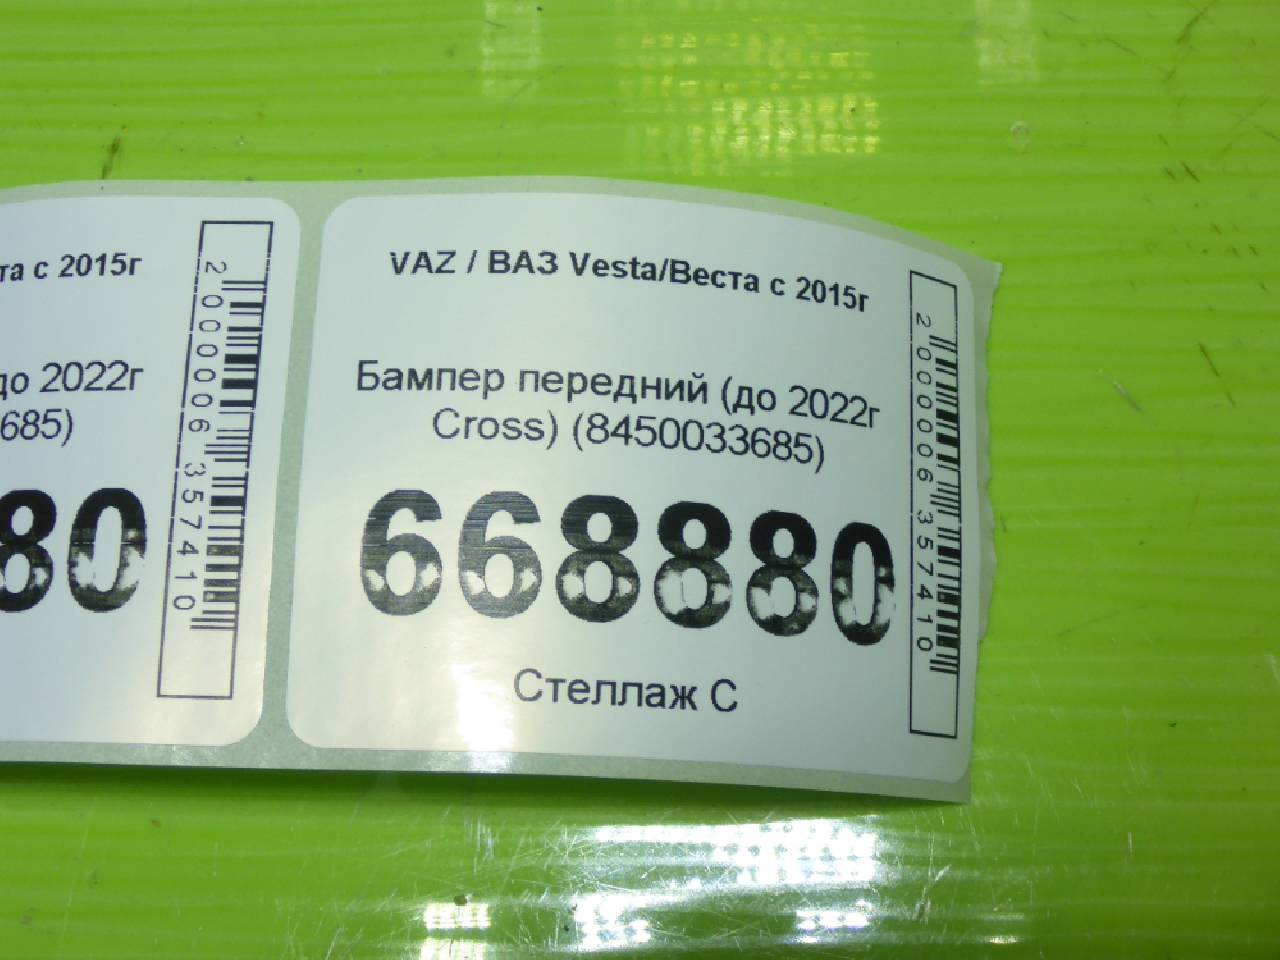 та с 2015г
до 2022г
685)
80
2000006357410
VAZ / ВАЗ Vesta/Веста с 2015г
Бампер передний (до 2022г
Cross) (8450033685)
668880
Стеллаж С
2000006357410